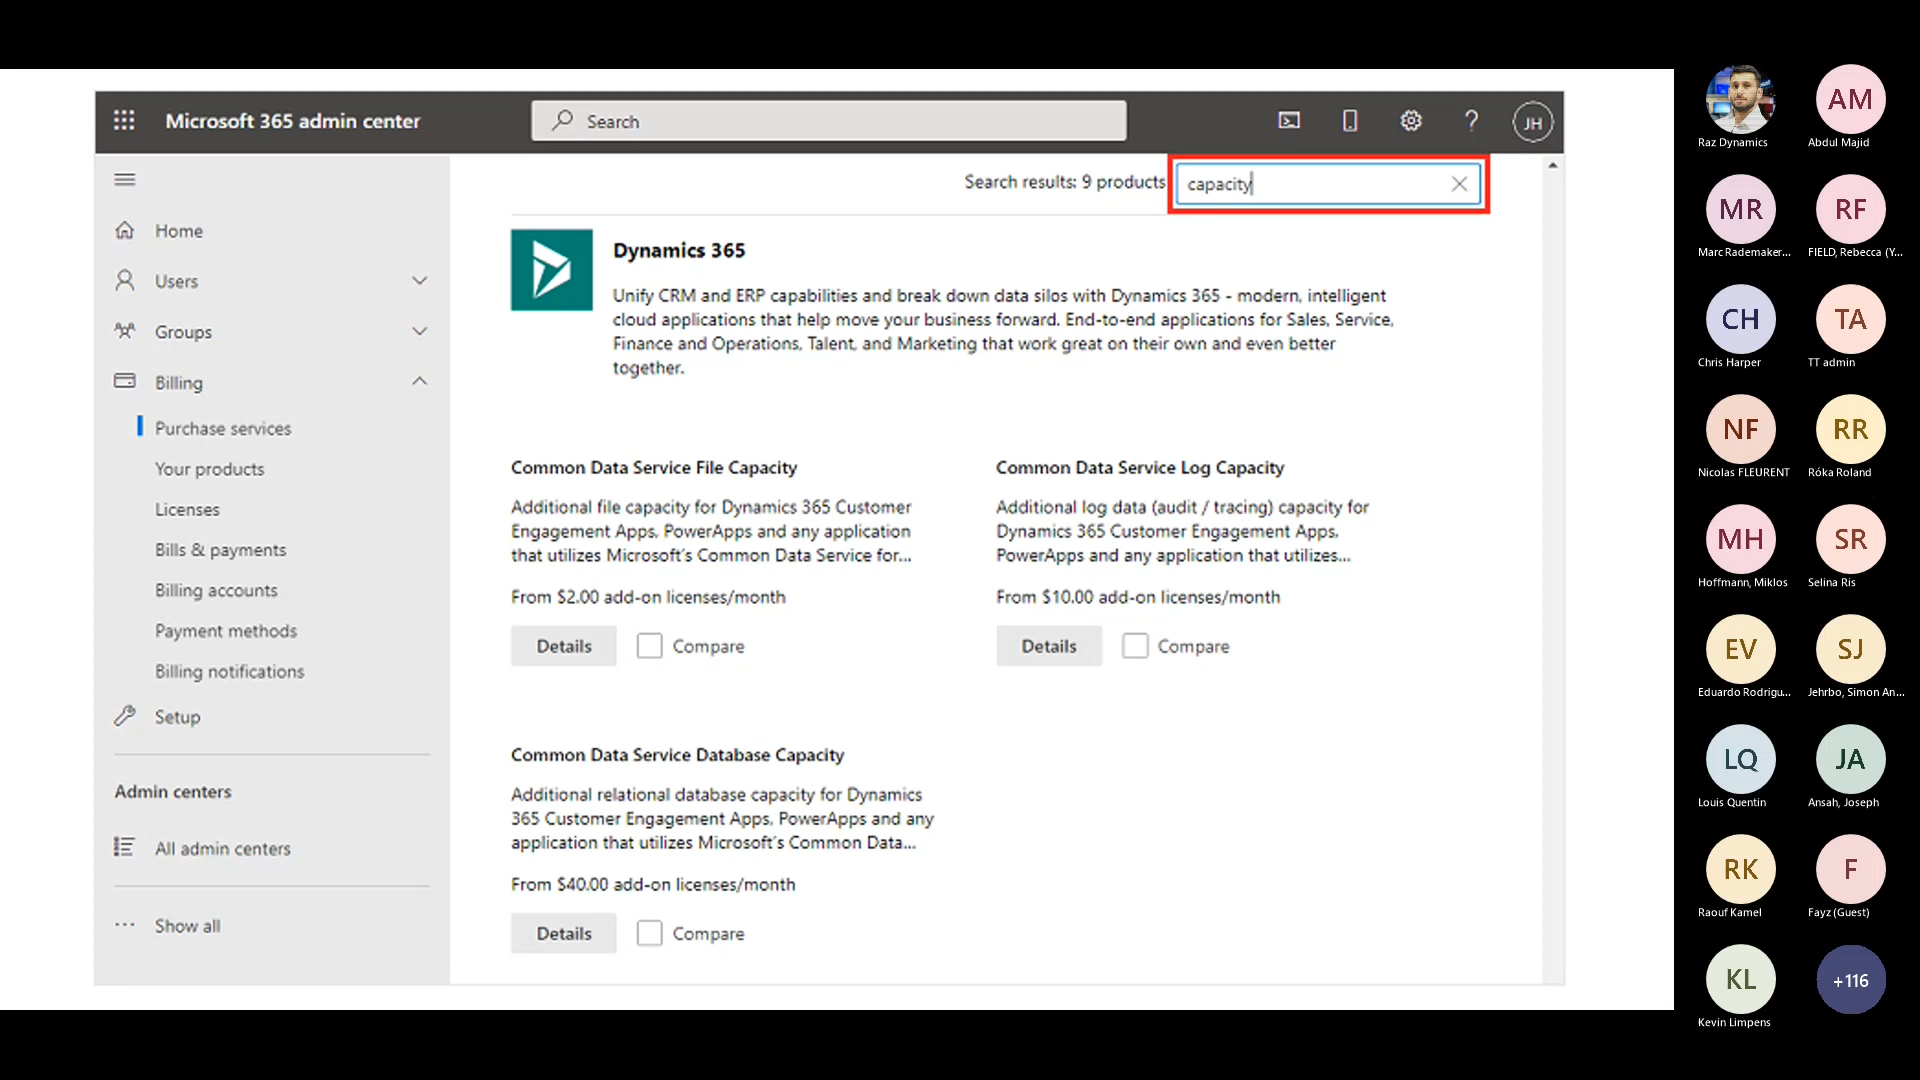 Microsoft 365 admin center
Search
JH
Home
Users
Groups
Billing
Purchase services
Your products
Licenses
Bills & payments
Billing accounts
Payment methods
Billing notifications
Setup
Admin centers
All admin centers
Show all
Search results: 9 products
capacity
Dynamics 365
Unify CRM and ERP capabilities and break down data silos with Dynamics 365 - modern, intelligent
cloud applications that help move your business forward. End-to-end applications for Sales, Service,
Finance and Operations, Talent, and Marketing that work great on their own and even better
together.
Common Data Service File Capacity
Additional file capacity for Dynamics 365 Customer
Engagement Apps, PowerApps and any application
that utilizes Microsoft's Common Data Service for...
From $2.00 add-on licenses/month
Details
Compare
Common Data Service Log Capacity
Additional log data (audit / tracing) capacity for
Dynamics 365 Customer Engagement Apps,
PowerApps and any application that utilizes...
From $10.00 add-on licenses/month
Details
Compare
Common Data Service Database Capacity
Additional relational database capacity for Dynamics
365 Customer Engagement Apps, PowerApps and any
application that utilizes Microsoft's Common Data...
From $40.00 add-on licenses/month
Details
Compare
Raz Dynamics
AM
Abdul Majid
MR
Marc Rademaker...
RF
FIELD, Rebecca (Y...
CH
Chris Harper
TA
TT admin
NF
Nicolas FLEURENT
RR
Róka Roland
MH
Hoffmann, Miklos
SR
Selina Ris
EV
Eduardo Rodrigu...
SJ
Jehrbo, Simon An...
LQ
Louis Quentin
JA
Ansah, Joseph
RK
Raouf Kamel
F
Fayz (Guest)
KL
Kevin Limpens
+116